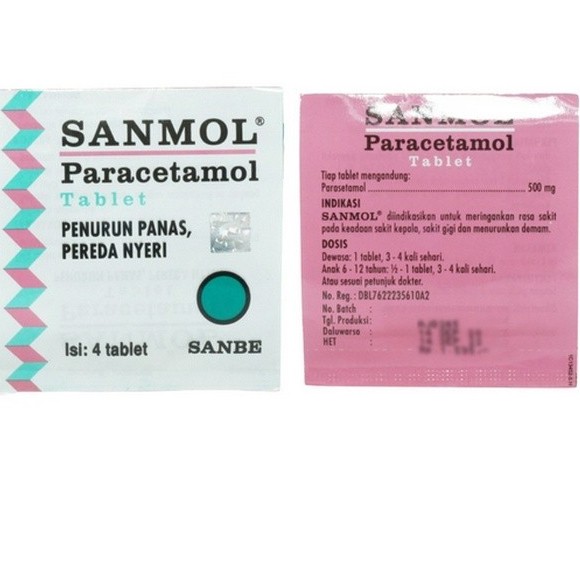 SANMOL®
Paracetamol
Tablet
PENURUN PANAS,
PEREDA NYERI
Isi: 4 tablet
SANBE
SANMOL
Paracetamol
Tablet
Tiap tablet mengandung:
Parasetamol ........ 500 mg
INDIKASI
SANMOL® diindikasikan untuk meringankan rasa sakit
pada keadaan sakit kepala, sakit gigi dan menurunkan demam.
DOSIS
Dewasa: 1 tablet, 3 - 4 kali sehari.
Anak 6 - 12 tahun: ½ - 1 tablet, 3 - 4 kali sehari.
Atau sesuai petunjuk dokter.
No. Reg. : DBL7622235610A2
No. Batch :
Tgl. Produksi:
Daluwarsa :
HET :